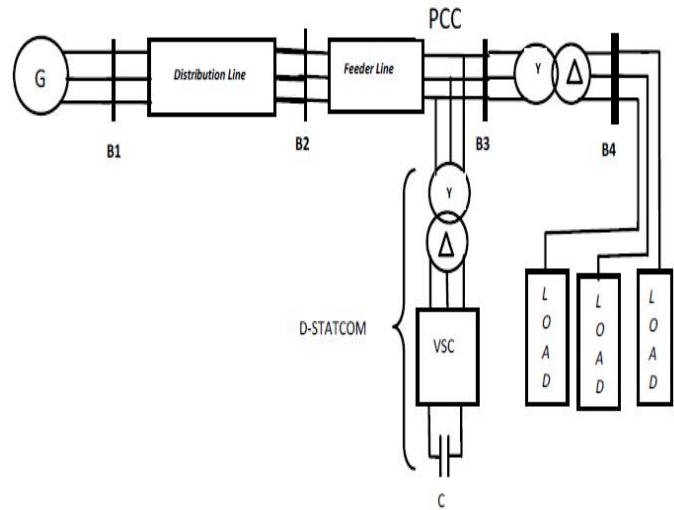 PCC
G
Distribution Line
Feeder Line
Y
Δ
B1
B2
B3
B4
Y
Δ
D-STATCOM
VSC
C
L
O
A
D
L
O
A
D
L
O
A
D